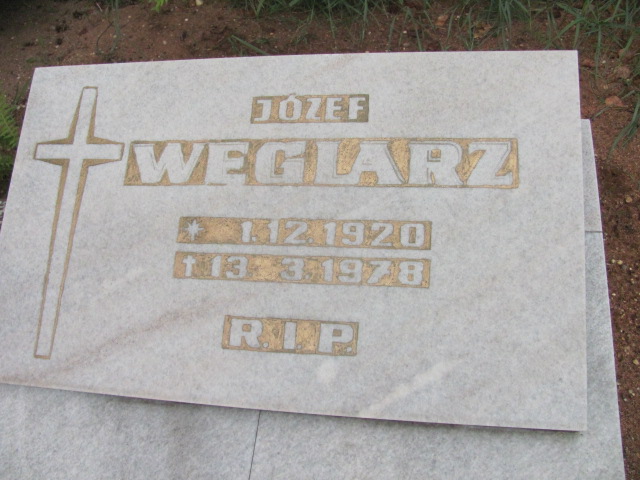 JÓZEF
WEGLARZ
* 1.12.1920
† 13 3.1978
R.I.P.